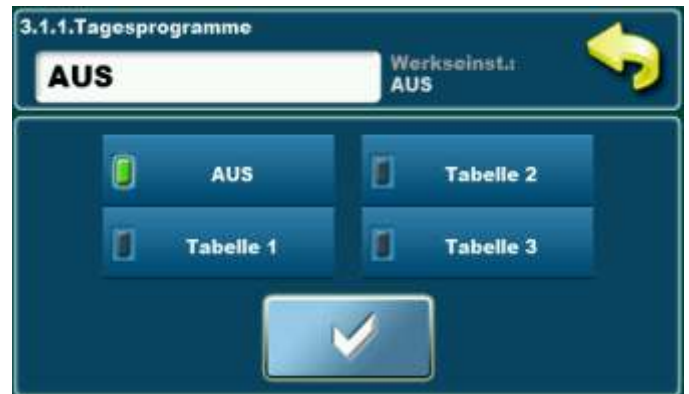 3.1.1.Tagesprogramme
AUS
Werkseinst.:
AUS
AUS
Tabelle 2
Tabelle 1
Tabelle 3